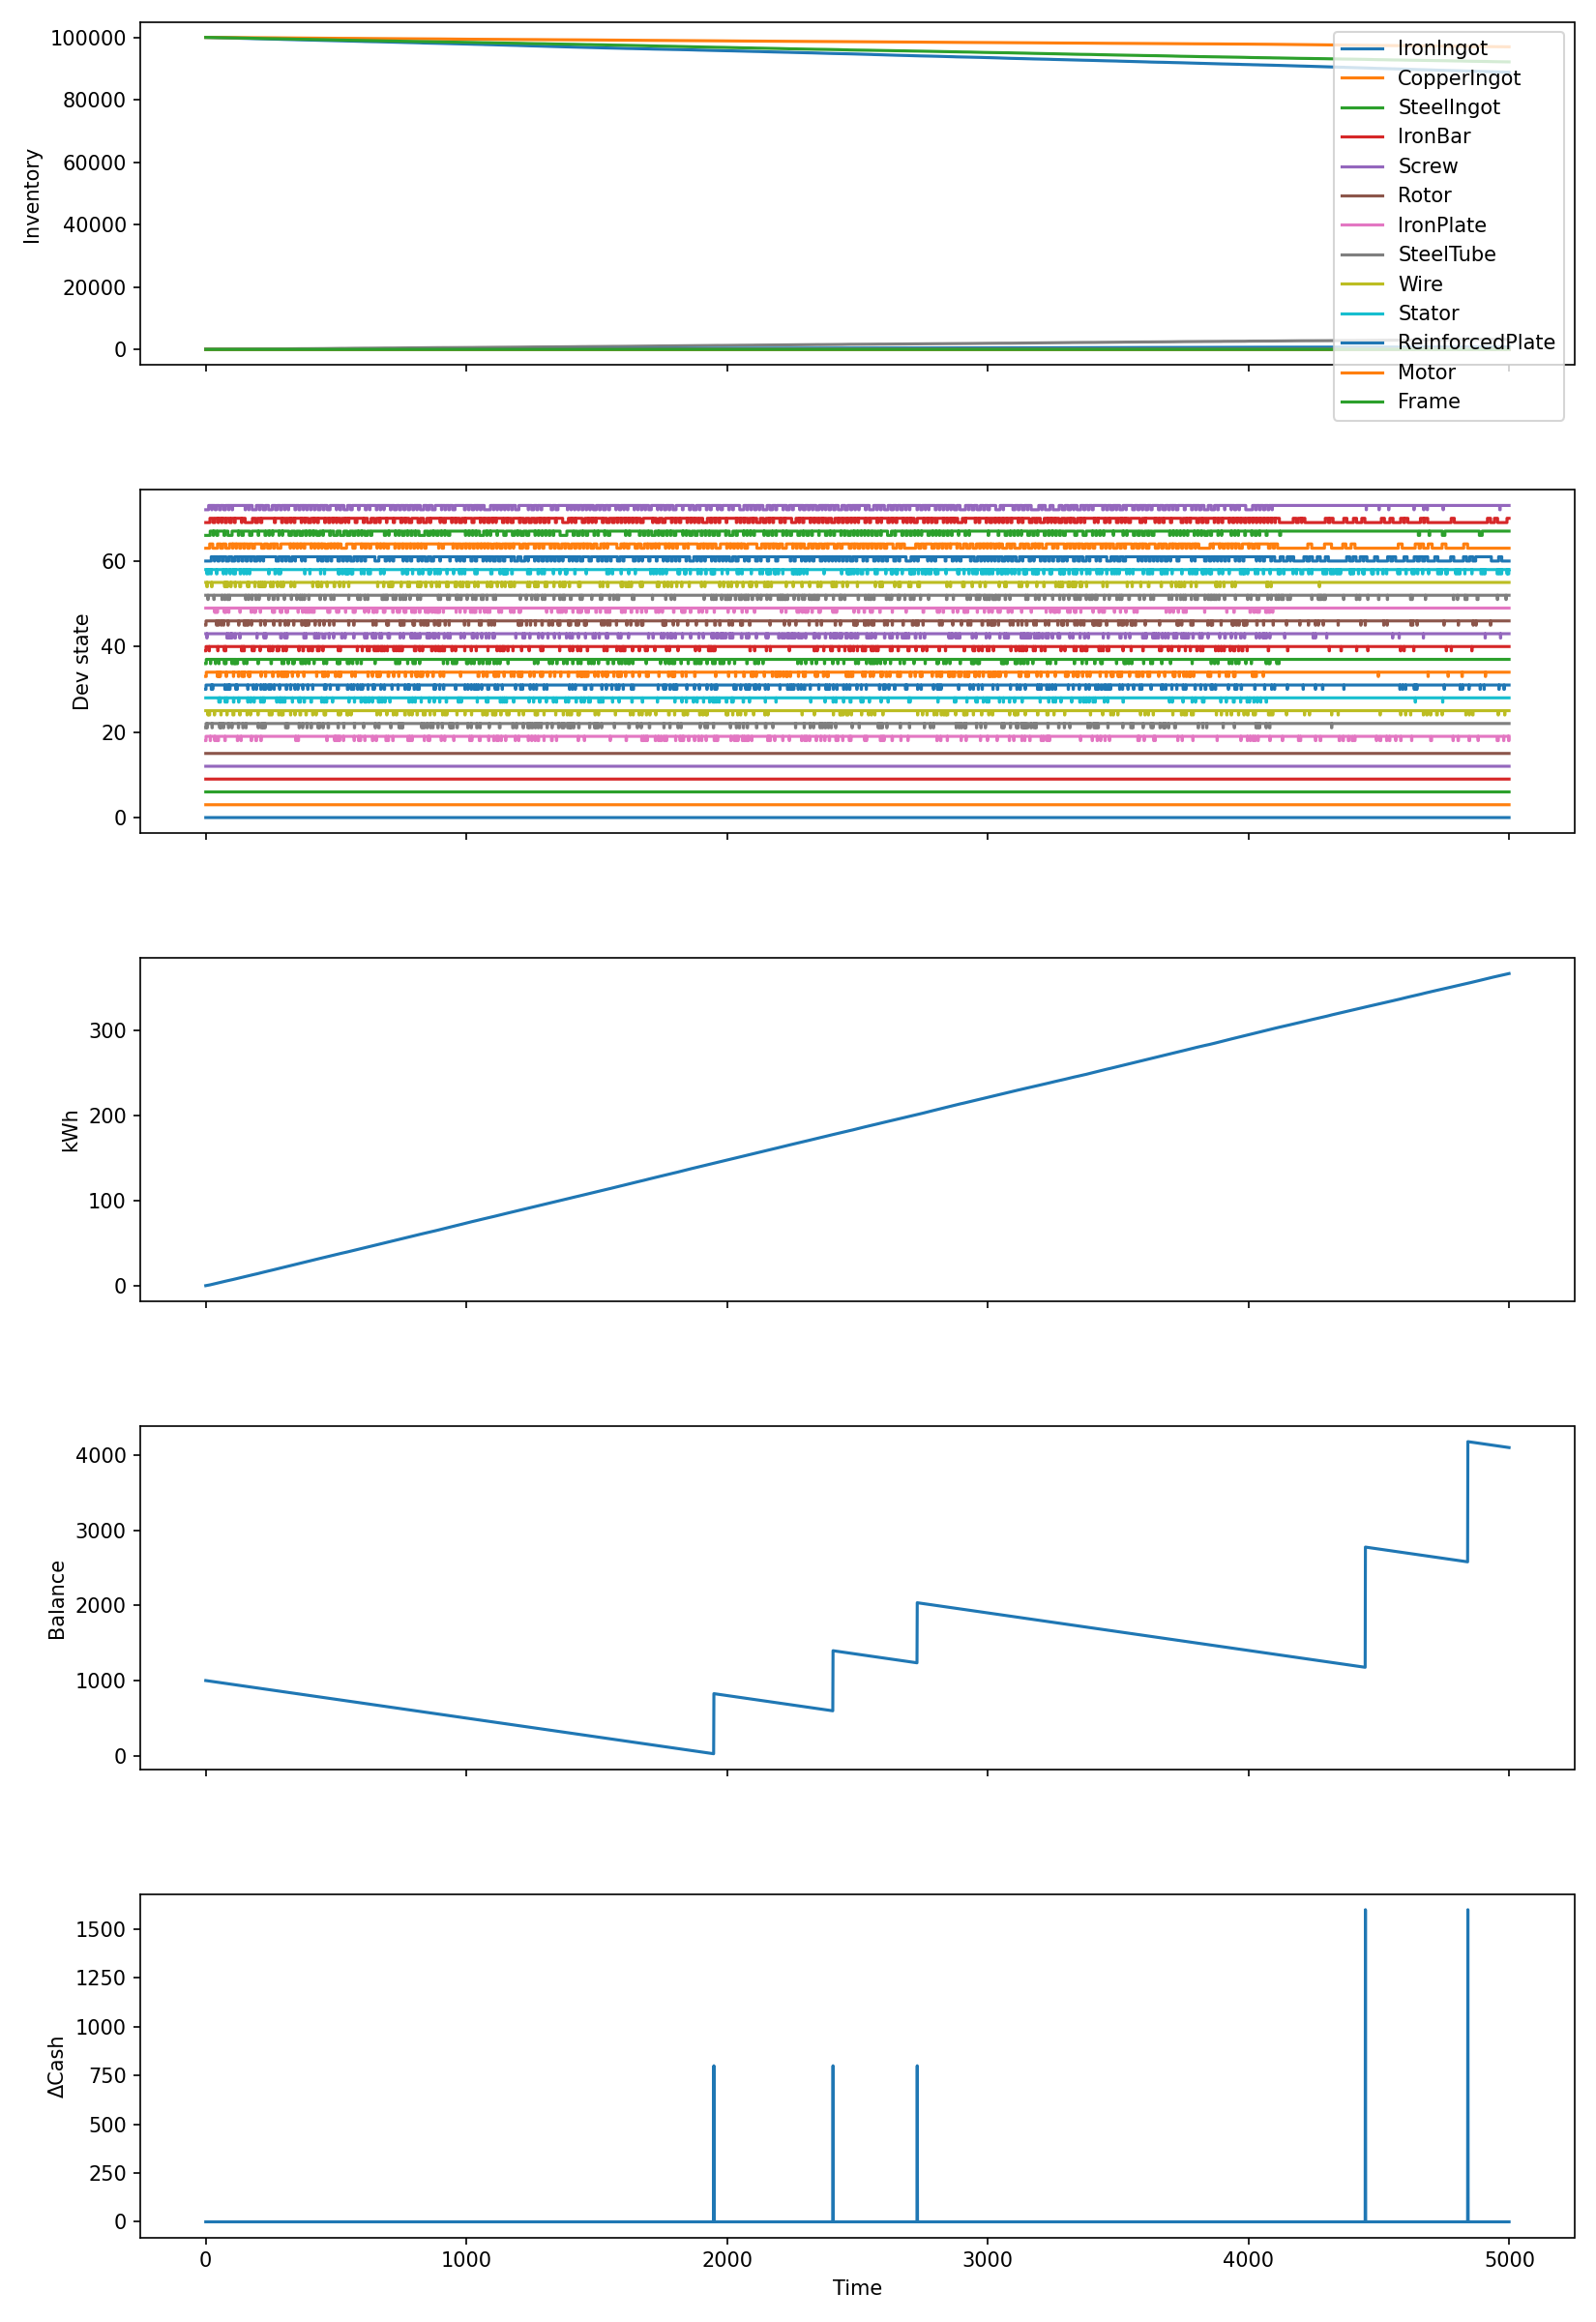 100000
80000
60000
40000
20000
0
Inventory
IronIngot
CopperIngot
SteelIngot
IronBar
Screw
Rotor
IronPlate
SteelTube
Wire
Stator
ReinforcedPlate
Motor
Frame
60
40
20
0
Dev state
300
200
100
0
kWh
4000
3000
2000
1000
0
Balance
1500
1250
1000
750
500
250
0
ΔCash
0 1000 2000 3000 4000 5000
Time